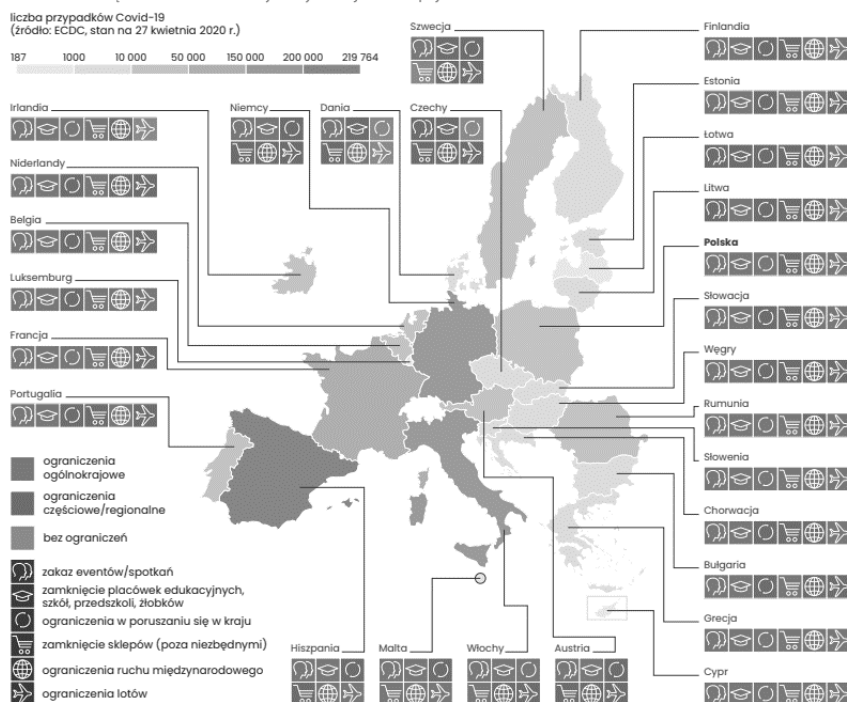 liczba przypadków Covid-19
(źródło: ECDC, stan na 27 kwietnia 2020 r.)
187 1000 10 000 50 000 150 000 200 000 219 764
Szwecja
Finlandia
Estonia
Irlandia
Niemcy
Dania
Czechy
Łotwa
Niderlandy
Litwa
Belgia
Polska
Luksemburg
Słowacja
Francja
Węgry
Portugalia
Rumunia
Słowenia
Chorwacja
Bułgaria
Grecja
Cypr
ograniczenia
ogólnokrajowe
ograniczenia
częściowe/regionalne
bez ograniczeń
zakaz eventów/spotkań
zamknięcie placówek edukacyjnych,
szkół, przedszkoli, żłobków
ograniczenia w poruszaniu się w kraju
zamknięcie sklepów (poza niezbędnymi)
ograniczenia ruchu międzynarodowego
ograniczenia lotów
Hiszpania
Malta
Włochy
Austria